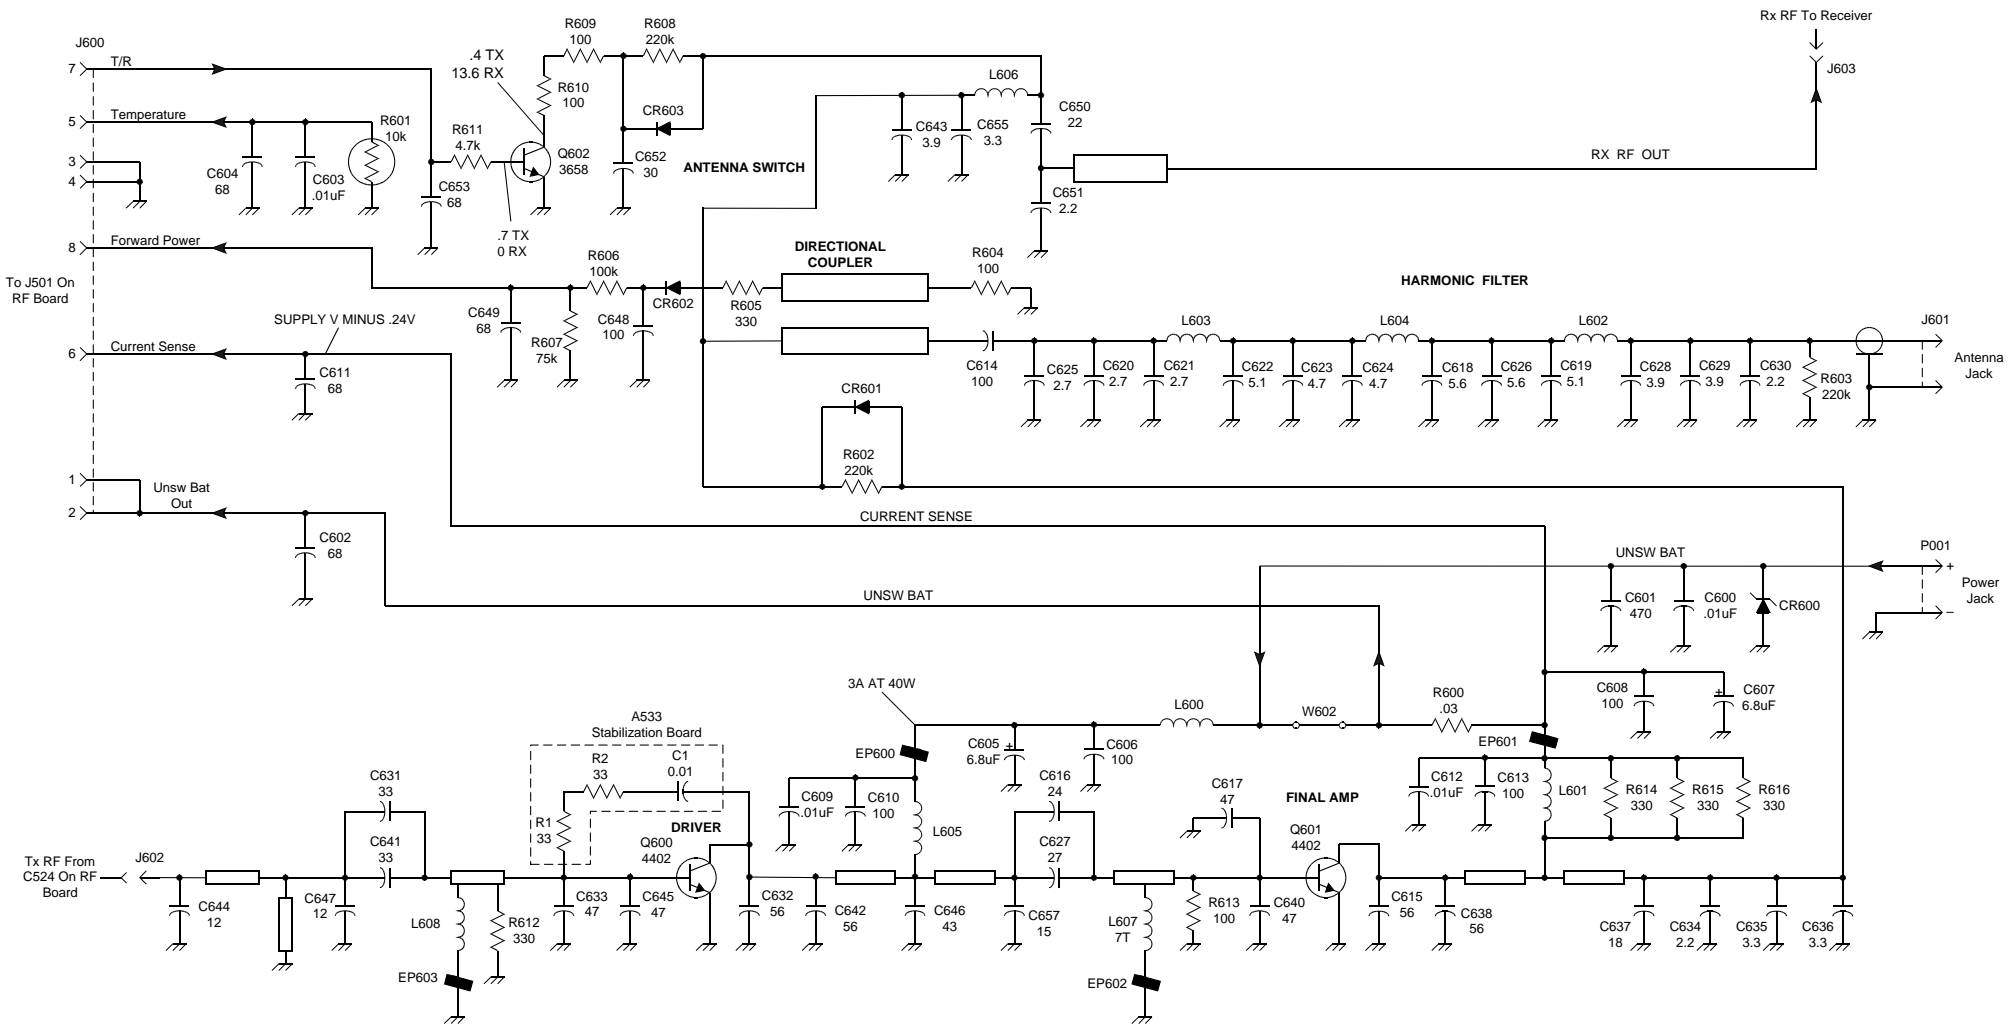 Rx RF To Receiver
J603
J600
7
T/R
5
Temperature
3
4
8
Forward Power
To J501 On
RF Board
6
Current Sense
1
2
Unsw Bat
Out
R609
100
R608
220k
.4 TX
13.6 RX
R610
100
CR603
R601
10k
R611
4.7k
Q602
3658
C652
30
C604
68
C603
.01uF
C653
68
.7 TX
0 RX
ANTENNA SWITCH
L606
C643
3.9
C655
3.3
C650
22
C651
2.2
RX RF OUT
DIRECTIONAL
COUPLER
R604
100
R606
100k
CR602
R605
330
C649
68
R607
75k
C648
100
SUPPLY V MINUS .24V
C611
68
HARMONIC FILTER
L603
L604
L602
J601
Antenna
Jack
C614
100
C625
2.7
C620
2.7
C621
2.7
C622
5.1
C623
4.7
C624
4.7
C618
5.6
C626
5.6
C619
5.1
C628
3.9
C629
3.9
C630
2.2
R603
220k
CR601
R602
220k
CURRENT SENSE
C602
68
UNSW BAT
UNSW BAT
P001
+
Power
Jack
–
C601
470
C600
.01uF
CR600
3A AT 40W
L600
W602
R600
.03
C608
100
+
C607
6.8uF
A533
Stabilization Board
R2
33
C1
0.01
R1
33
EP600
C605
+
6.8uF
C606
100
EP601
C631
33
C641
33
C609
.01uF
C610
100
L605
C616
24
C627
27
C617
47
C612
.01uF
C613
100
L601
R614
330
R615
330
R616
330
DRIVER
Q600
4402
FINAL AMP
Q601
4402
Tx RF From
C524 On RF
Board
J602
C644
12
C647
12
L608
R612
330
C633
47
C645
47
C632
56
C642
56
C646
43
C657
15
L607
7T
R613
100
C640
47
C615
56
C638
56
C637
18
C634
2.2
C635
3.3
C636
3.3
EP603
EP602